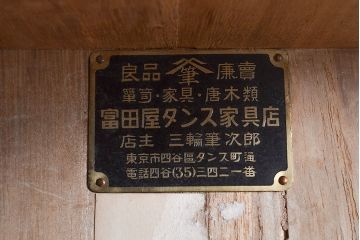 良品 筆 廉賣
簞笥・家具・唐木類
冨田屋タンス家具店
店主 三輪筆次郎
東京市四谷區タンス町通
電話四谷(35)三四二一番